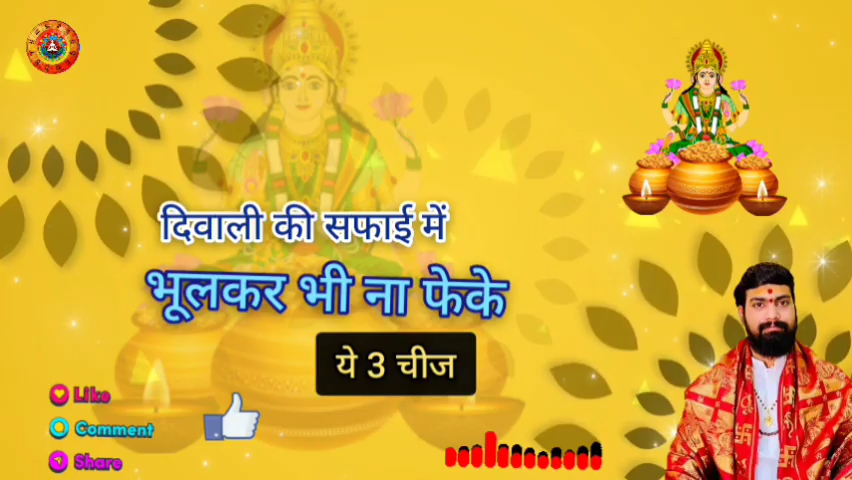 दिवाली की सफाई में
भूलकर भी ना फेके
ये 3 चीज
Like
Comment
Share